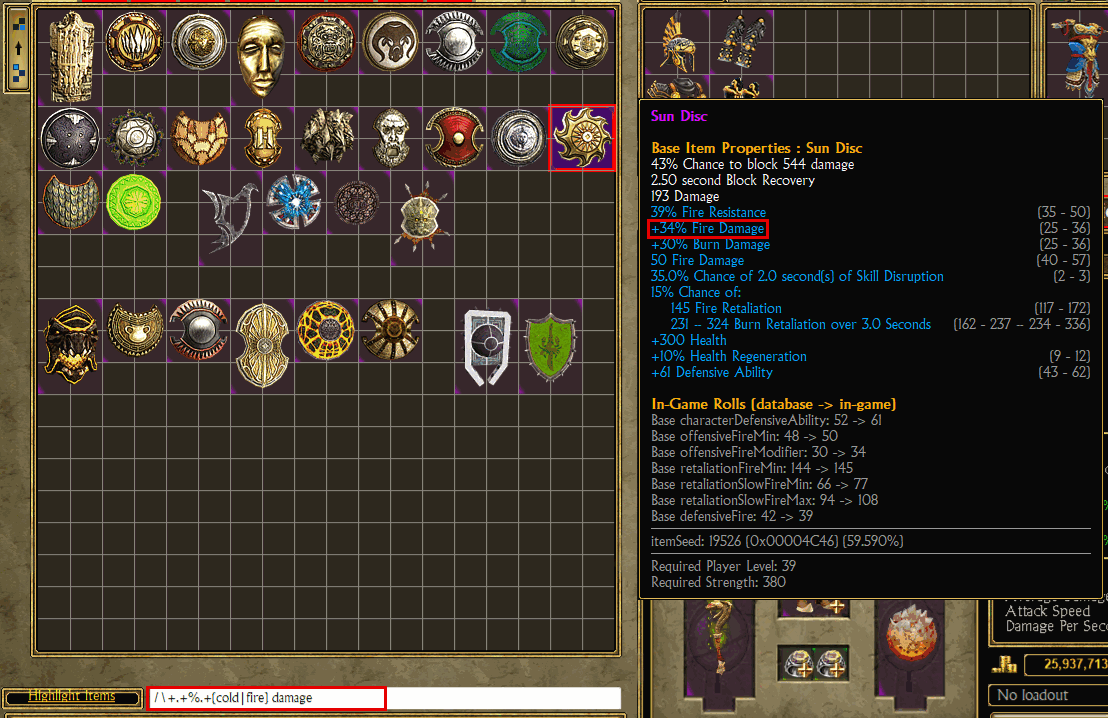 Sun Disc
Base Item Properties : Sun Disc
43% Chance to block 544 damage
2.50 second Block Recovery
193 Damage
39% Fire Resistance (35 - 50)
+34% Fire Damage (25 - 36)
+30% Burn Damage (25 - 36)
50 Fire Damage (40 - 57)
35.0% Chance of 2.0 second(s) of Skill Disruption (2 - 3)
15% Chance of:
145 Fire Retaliation (117 - 172)
231 – 324 Burn Retaliation over 3.0 Seconds (162 - 237 – 234 - 336)
+300 Health
+10% Health Regeneration (9 - 12)
+61 Defensive Ability (43 - 62)
In-Game Rolls (database -> in-game)
Base characterDefensiveAbility: 52 -> 61
Base offensiveFireMin: 48 -> 50
Base offensiveFireModifier: 30 -> 34
Base retaliationFireMin: 144 -> 145
Base retaliationSlowFireMin: 66 -> 77
Base retaliationSlowFireMax: 94 -> 108
Base defensiveFire: 42 -> 39
itemSeed: 19526 (0x00004C46) (59.590%)
Required Player Level: 39
Required Strength: 380
Attack Speed
Damage Per Seco
25,937,713
No loadout
Highlight Items
/\+.+%.+(cold|fire) damage